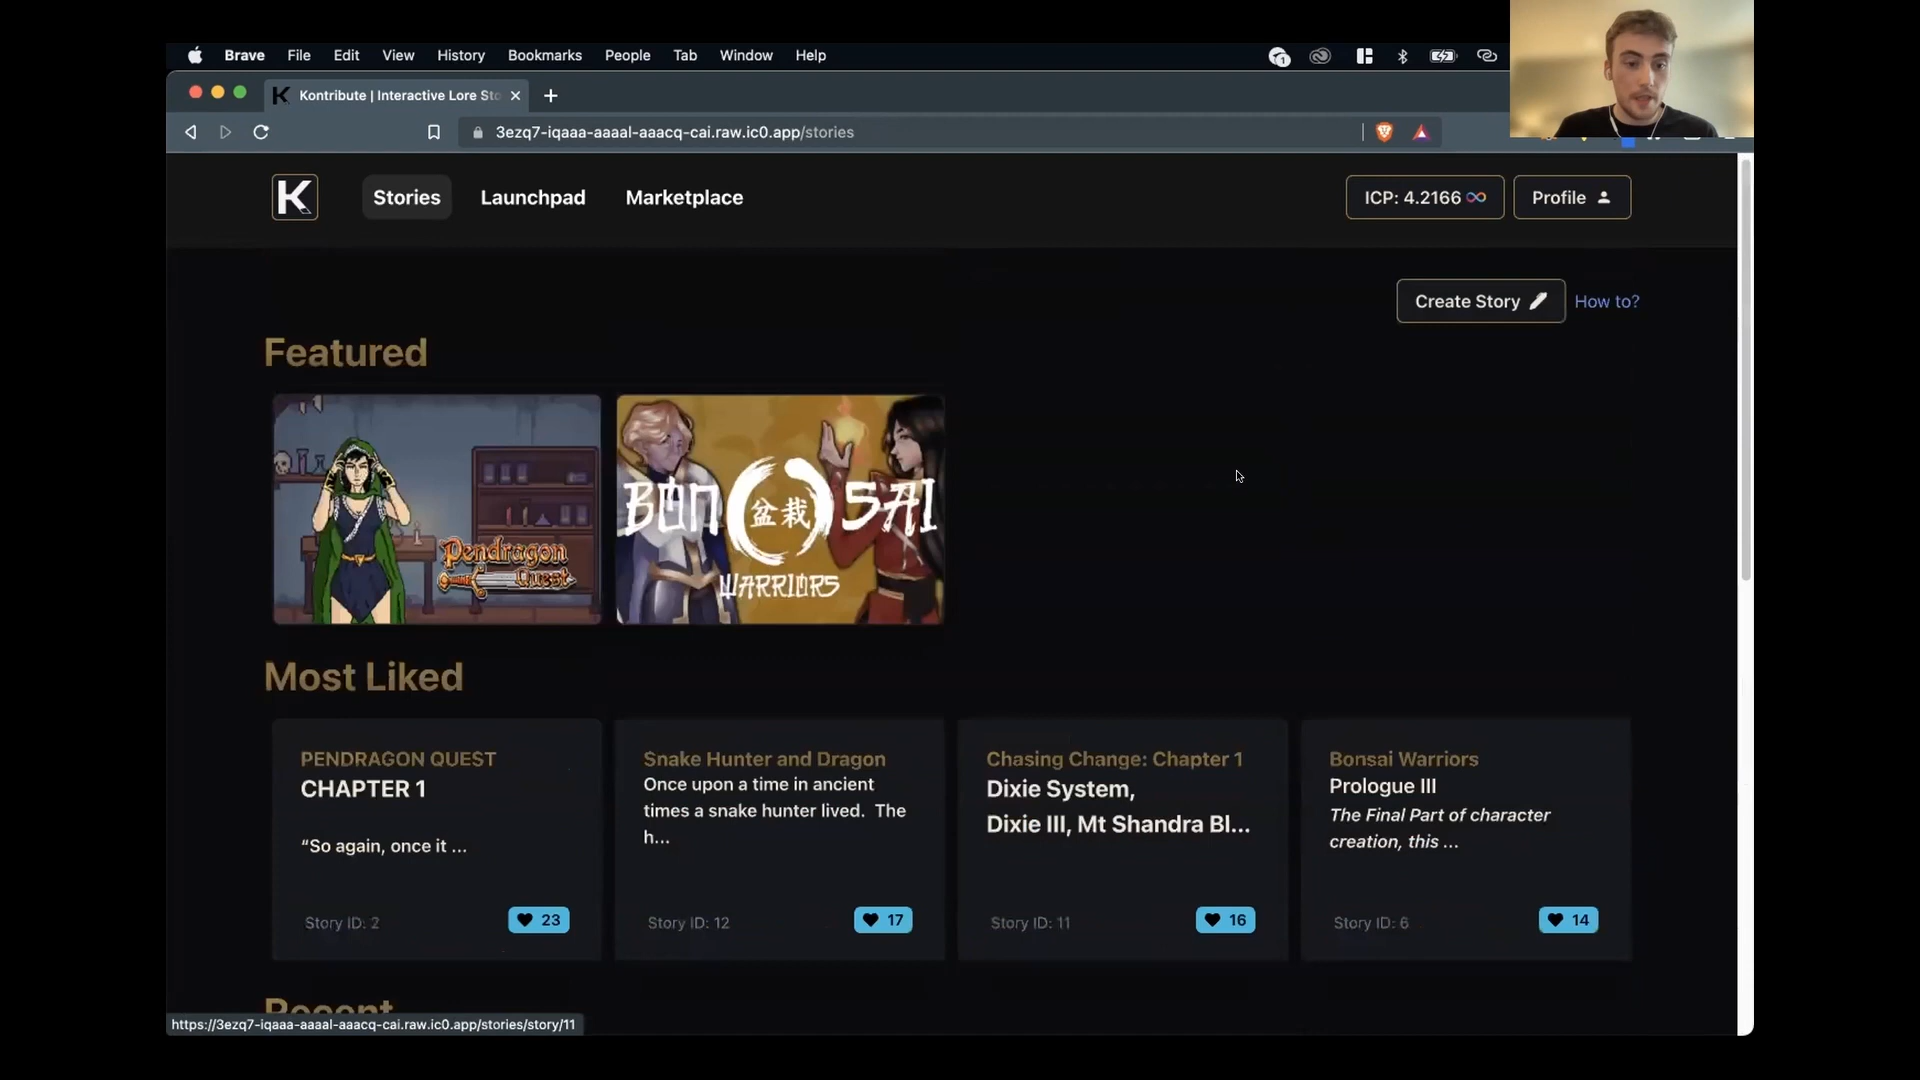 Brave File Edit View History Bookmarks People Tab Window Help
1
K Kontribute | Interactive Lore Sto
3ezq7-iqaaa-aaaal-aaacq-cai.raw.ic0.app/stories
K Stories Launchpad Marketplace
ICP: 4.2166 Profile
Create Story How to?
Featured
Pendragon
Quest
BONSAI
盆栽
WARRIORS
Most Liked
PENDRAGON QUEST
CHAPTER 1
“So again, once it ...
Story ID: 2 23
Snake Hunter and Dragon
Once upon a time in ancient
times a snake hunter lived. The
h...
Story ID: 12 17
Chasing Change: Chapter 1
Dixie System,
Dixie III, Mt Shandra Bl...
Story ID: 11 16
Bonsai Warriors
Prologue III
The Final Part of character
creation, this ...
Story ID: 6 14
Recent
https://3ezq7-iqaaa-aaaal-aaacq-cai.raw.ic0.app/stories/story/11